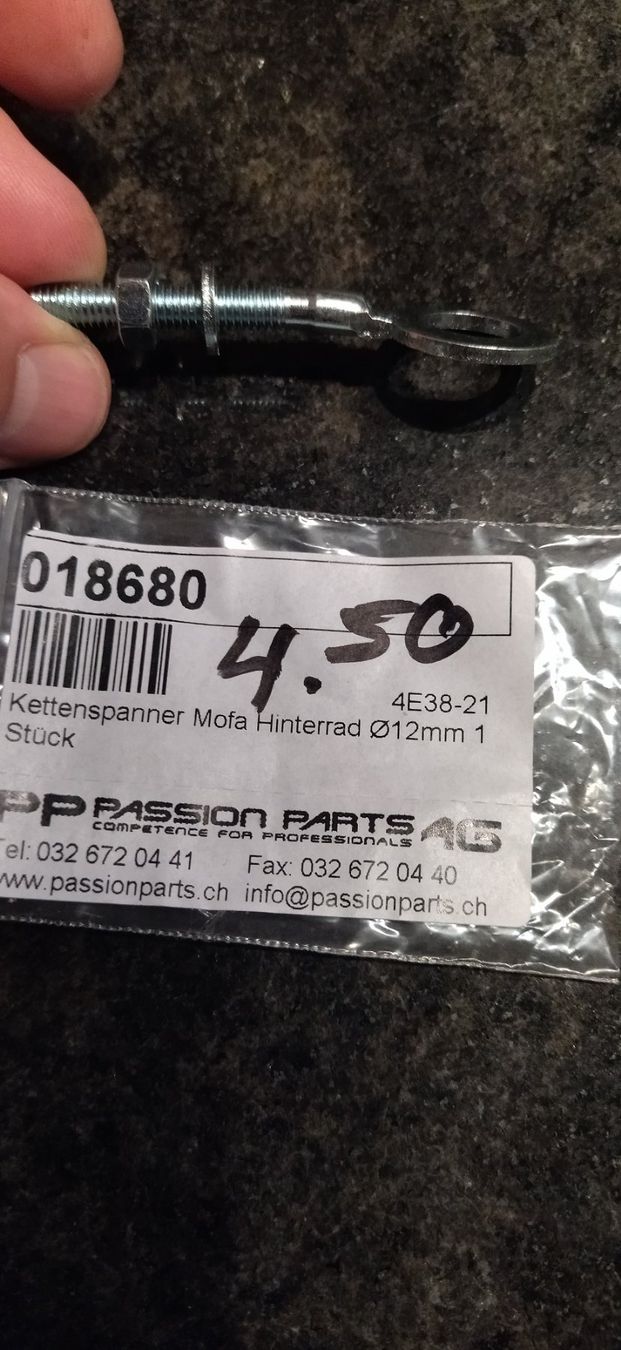 018680
4.50
4E38-21
Kettenspanner Mofa Hinterrad Ø12mm 1
Stück
PP PASSION PARTS AG
COMPETENCE FOR PROFESSIONALS
Tel: 032 672 04 41 Fax: 032 672 04 40
www.passionparts.ch info@passionparts.ch